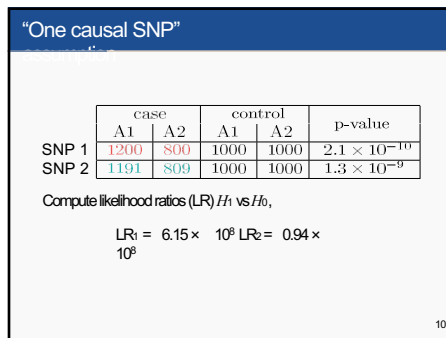 “One causal SNP”
assumption
case control p-value
A1 A2 A1 A2
SNP 1 1200 800 1000 1000 2.1 × 10⁻¹⁰
SNP 2 1191 809 1000 1000 1.3 × 10⁻⁹
Compute likelihood ratios (LR) H₁ vs H₀,
LR₁ = 6.15 × 10⁸ LR₂ = 0.94 ×
10⁸
10